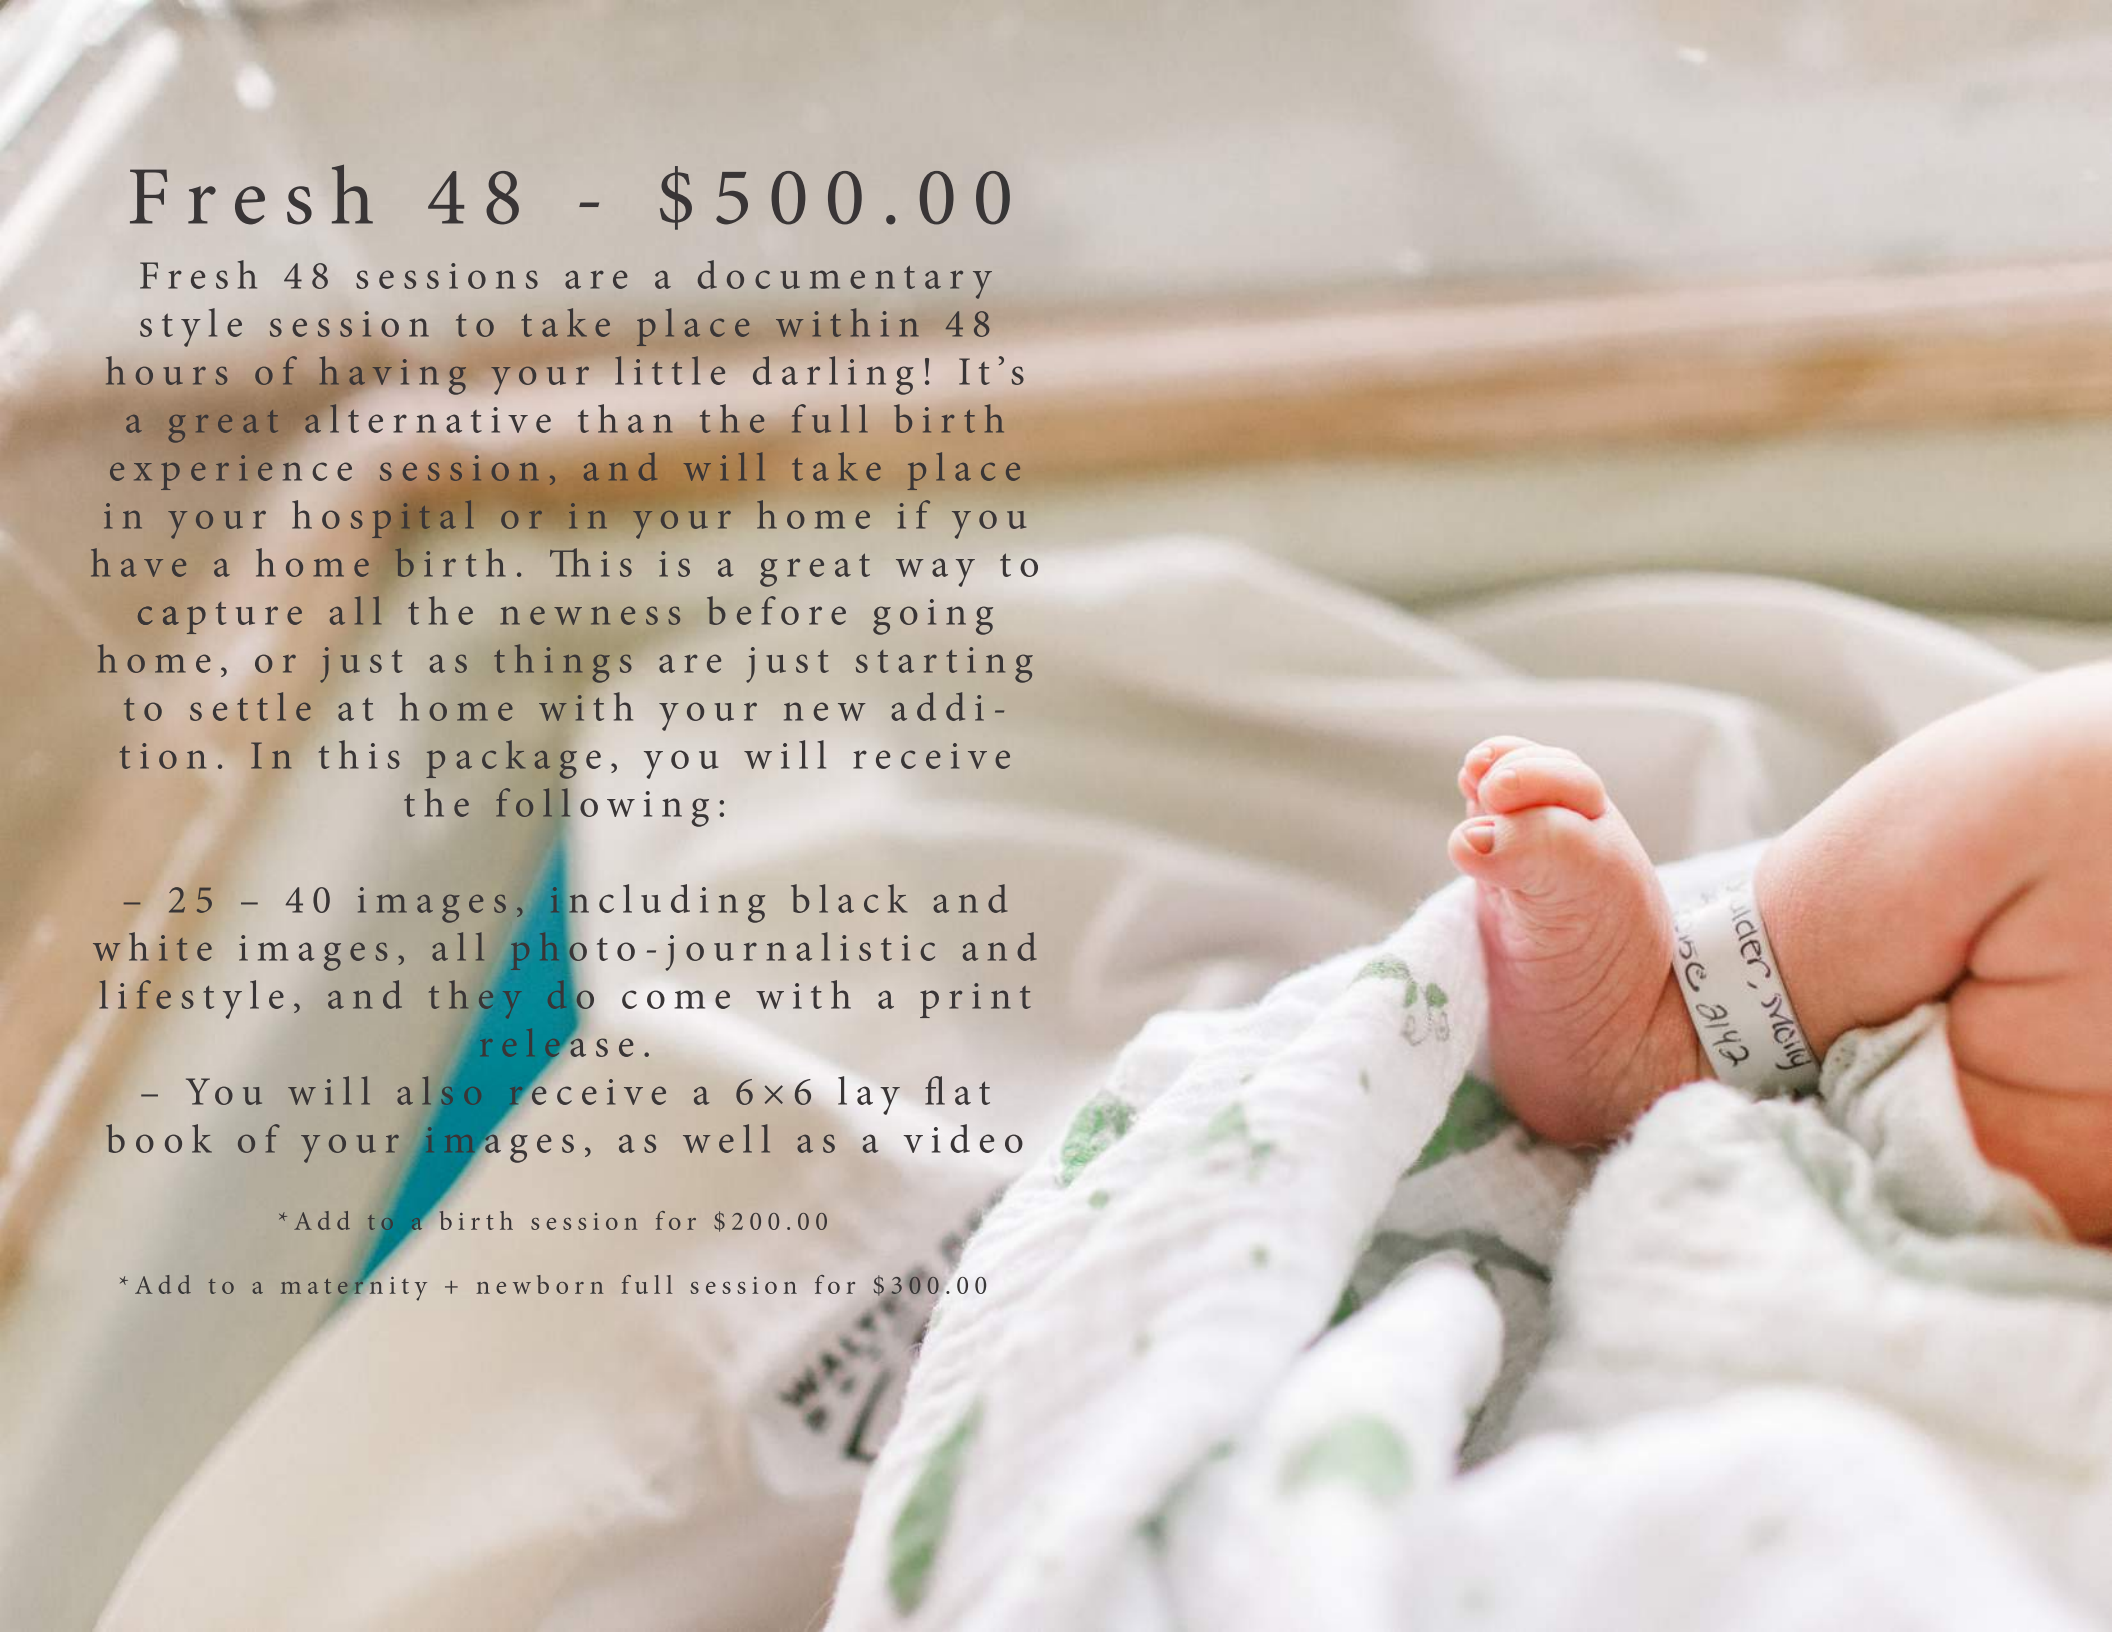 Fresh 48 - $500.00
Fresh 48 sessions are a documentary
style session to take place within 48
hours of having your little darling! It’s
a great alternative than the full birth
experience session, and will take place
in your hospital or in your home if you
have a home birth. This is a great way to
capture all the newness before going
home, or just as things are just starting
to settle at home with your new addi-
tion. In this package, you will receive
the following:
– 25 – 40 images, including black and
white images, all photo-journalistic and
lifestyle, and they do come with a print
release.
– You will also receive a 6×6 lay flat
book of your images, as well as a video
*Add to a birth session for $200.00
*Add to a maternity + newborn full session for $300.00
2142